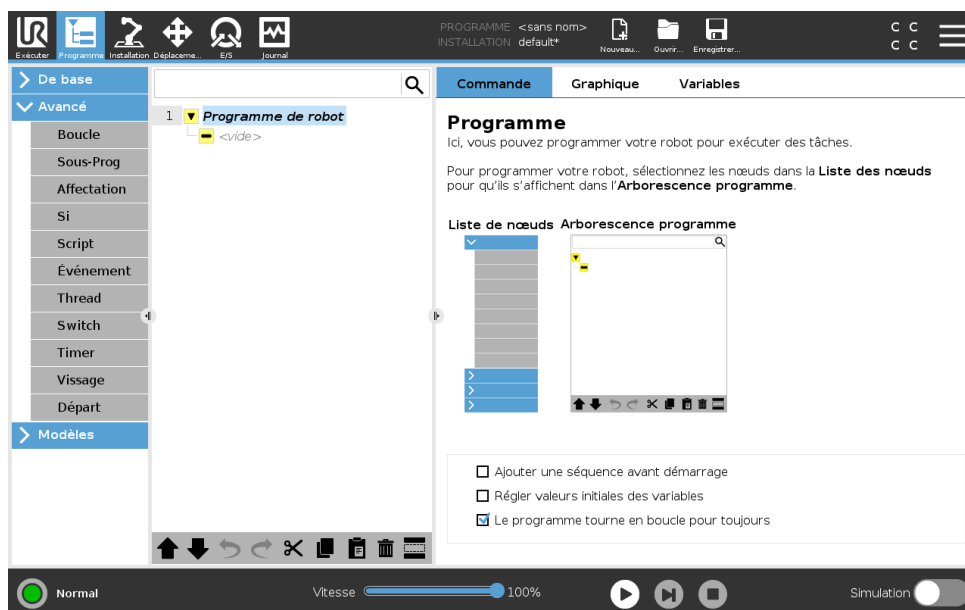 UR
PROGRAMME <sans nom>
INSTALLATION default*
C C
C C
Exécuter Programme Installation Déplaceme... E/S Journal
Nouveau... Ouvrir... Enregistrer...
De base
Avancé
Boucle
Sous-Prog
Affectation
Si
Script
Événement
Thread
Switch
Timer
Vissage
Départ
Modèles
1 Programme de robot
<vide>
Commande Graphique Variables
Programme
Ici, vous pouvez programmer votre robot pour exécuter des tâches.
Pour programmer votre robot, sélectionnez les nœuds dans la Liste des nœuds
pour qu’ils s’affichent dans l’Arborescence programme.
Liste de nœuds Arborescence programme
Ajouter une séquence avant démarrage
Régler valeurs initiales des variables
Le programme tourne en boucle pour toujours
Normal
Vitesse 100%
Simulation